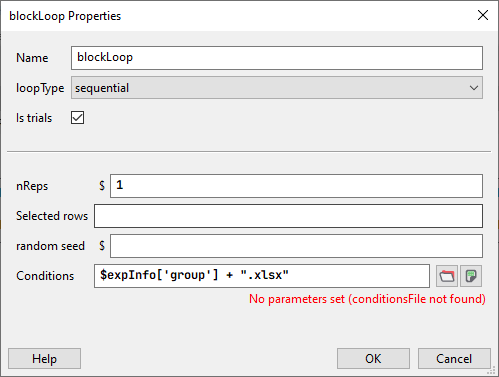 blockLoop Properties
Name blockLoop
loopType sequential
Is trials
nReps $ 1
Selected rows
random seed $
Conditions $expInfo['group'] + ".xlsx"
No parameters set (conditionsFile not found)
Help OK Cancel